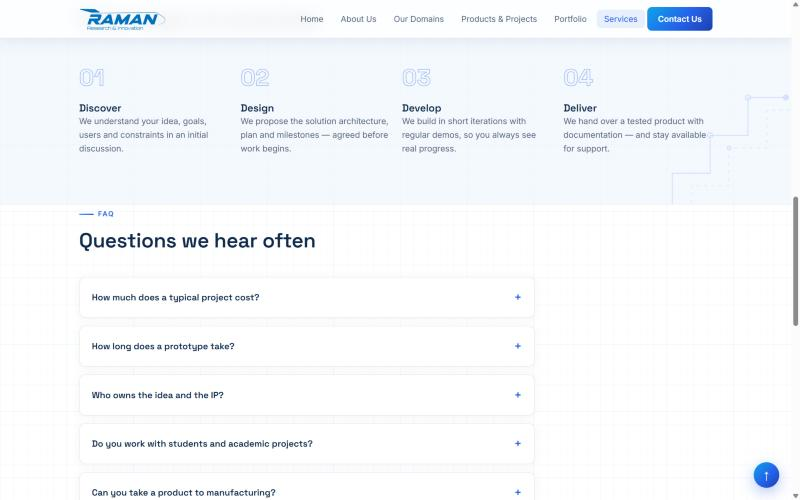 RAMAN
Research & Innovation
Home About Us Our Domains Products & Projects Portfolio Services Contact Us
01 02 03 04
Discover
We understand your idea, goals,
users and constraints in an initial
discussion.
Design
We propose the solution architecture,
plan and milestones — agreed before
work begins.
Develop
We build in short iterations with
regular demos, so you always see
real progress.
Deliver
We hand over a tested product with
documentation — and stay available
for support.
FAQ
Questions we hear often
How much does a typical project cost? +
How long does a prototype take? +
Who owns the idea and the IP? +
Do you work with students and academic projects? +
Can you take a product to manufacturing? +
↑